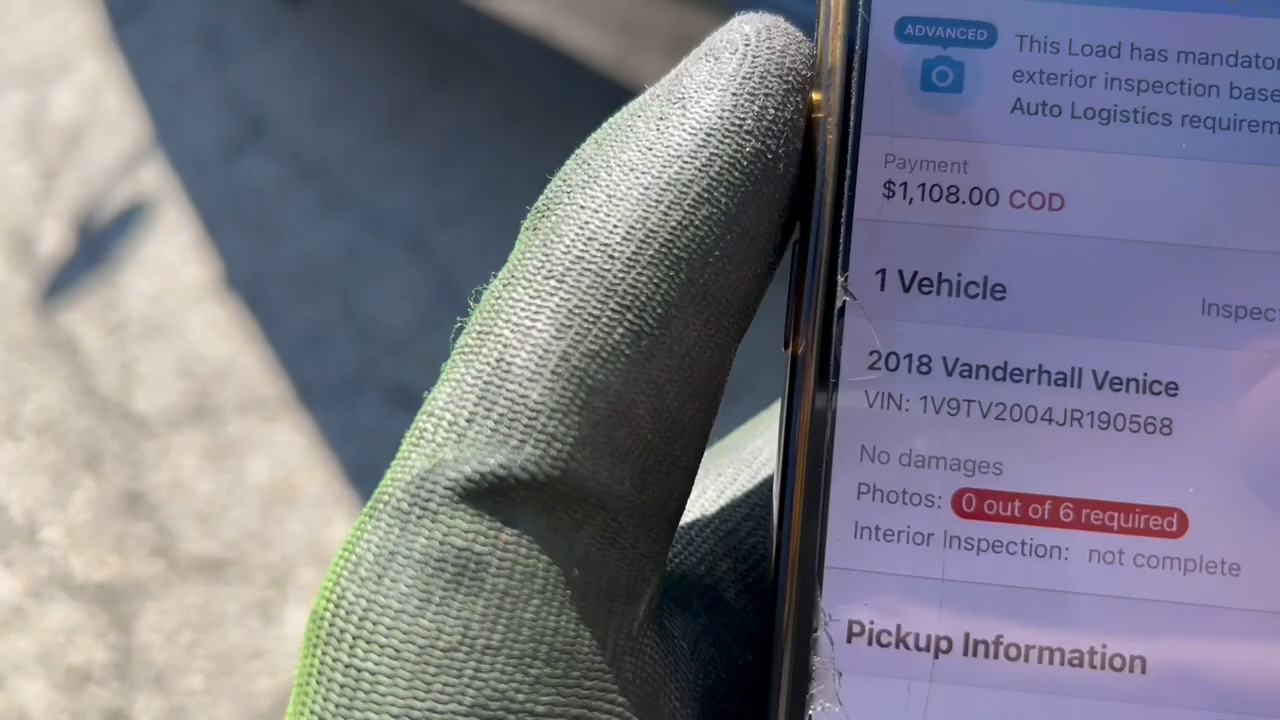 ADVANCED
This Load has mandator
exterior inspection base
Auto Logistics requirem
Payment
$1,108.00 COD
1 Vehicle
Inspect
2018 Vanderhall Venice
VIN: 1V9TV2004JR190568
No damages
Photos: 0 out of 6 required
Interior Inspection: not complete
Pickup Information